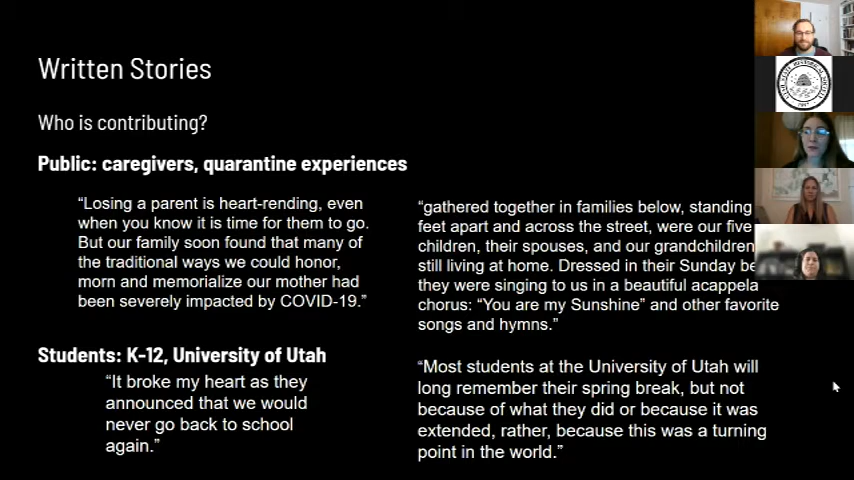 Written Stories
Who is contributing?
Public: caregivers, quarantine experiences
“Losing a parent is heart-rending, even
when you know it is time for them to go.
But our family soon found that many of
the traditional ways we could honor,
morn and memorialize our mother had
been severely impacted by COVID-19.”
“gathered together in families below, standing
feet apart and across the street, were our five
children, their spouses, and our grandchildren
still living at home. Dressed in their Sunday be
they were singing to us in a beautiful acappela
chorus: “You are my Sunshine” and other favorite
songs and hymns.”
Students: K-12, University of Utah
“It broke my heart as they
announced that we would
never go back to school
again.”
“Most students at the University of Utah will
long remember their spring break, but not
because of what they did or because it was
extended, rather, because this was a turning
point in the world.”
UTAH STATE HISTORICAL SOCIETY
1897